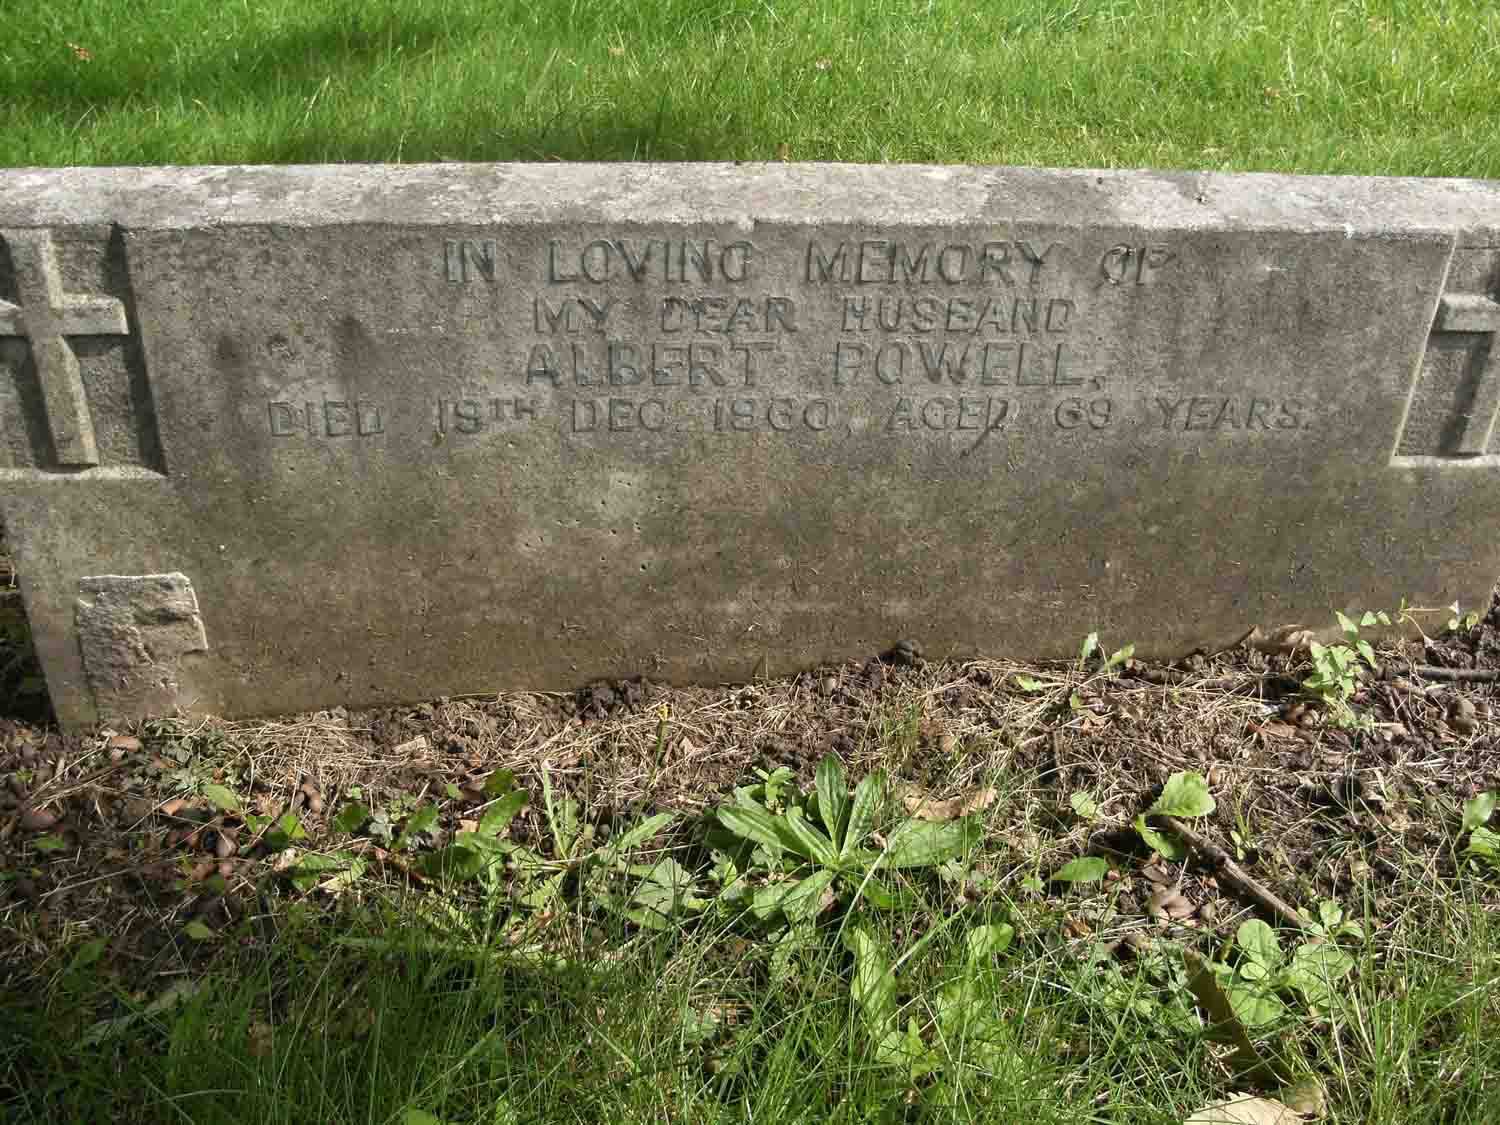 IN LOVING MEMORY OF
MY DEAR HUSBAND
ALBERT POWELL,
DIED 19TH DEC. 1960, AGED 69 YEARS.